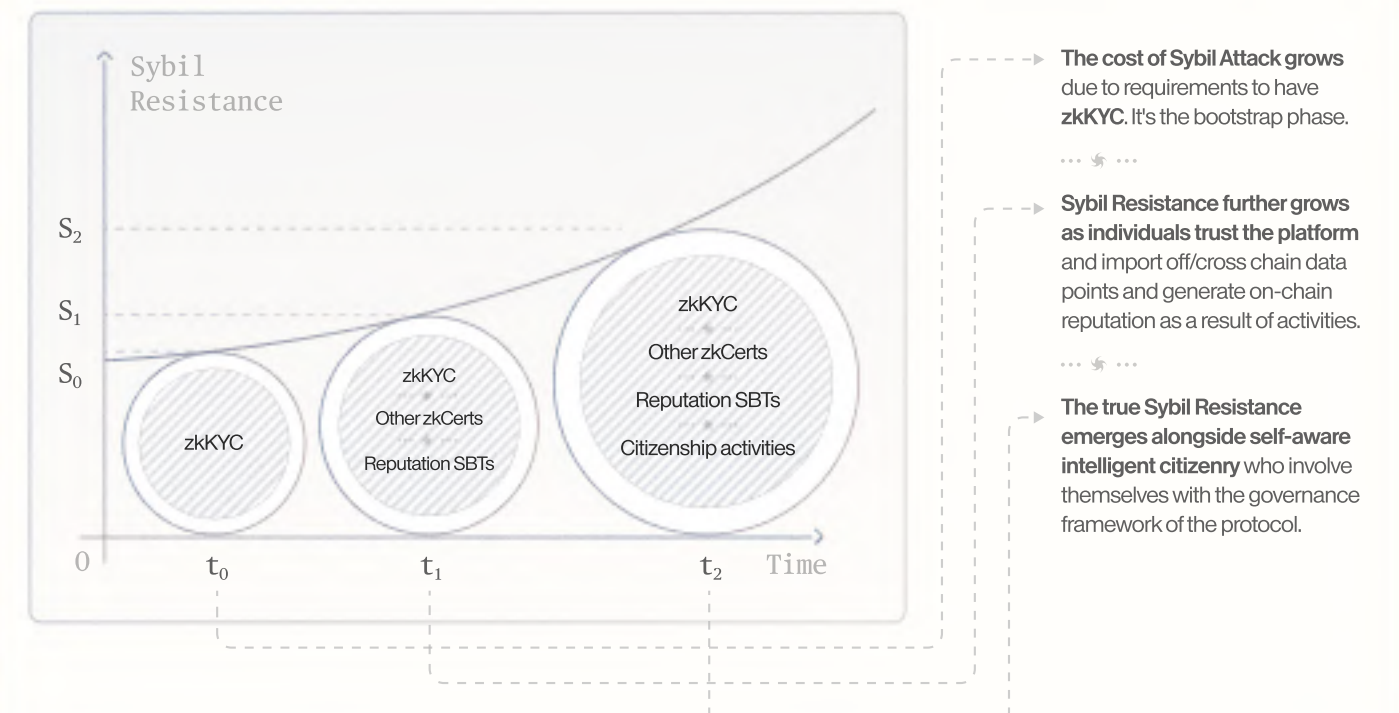 Sybil
Resistance
S2
S1
S0
zkKYC
zkKYC
Other zkCerts
Reputation SBTs
zkKYC
Other zkCerts
Reputation SBTs
Citizenship activities
0
t0
t1
t2
Time
The cost of Sybil Attack grows
due to requirements to have
zkKYC. It's the bootstrap phase.
Sybil Resistance further grows
as individuals trust the platform
and import off/cross chain data
points and generate on-chain
reputation as a result of activities.
The true Sybil Resistance
emerges alongside self-aware
intelligent citizenry who involve
themselves with the governance
framework of the protocol.